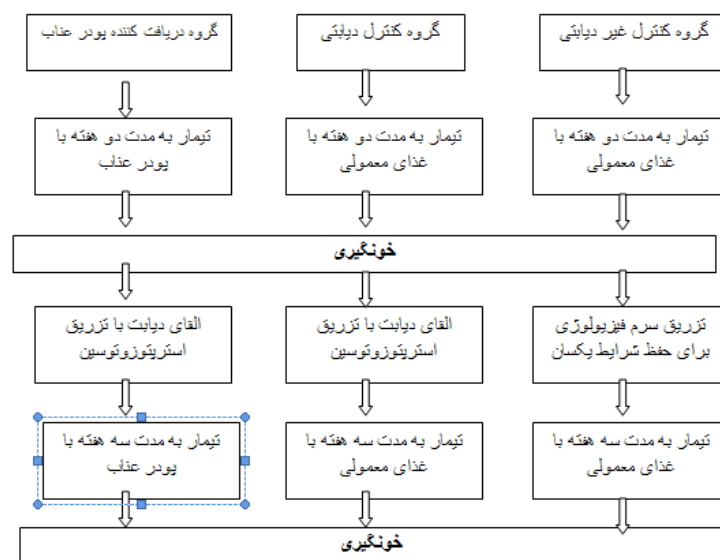 گروه کنترل غیر دیابتی
گروه کنترل دیابتی
گروه دریافت کننده پودر عناب
تیمار به مدت دو هفته با
غذای معمولی
تیمار به مدت دو هفته با
غذای معمولی
تیمار به مدت دو هفته با
پودر عناب
خونگیری
تزریق سرم فیزیولوژی
برای حفظ شرایط یکسان
القای دیابت با تزریق
استرپتوزوتوسین
القای دیابت با تزریق
استرپتوزوتوسین
تیمار به مدت سه هفته با
غذای معمولی
تیمار به مدت سه هفته با
غذای معمولی
تیمار به مدت سه هفته با
پودر عناب
خونگیری